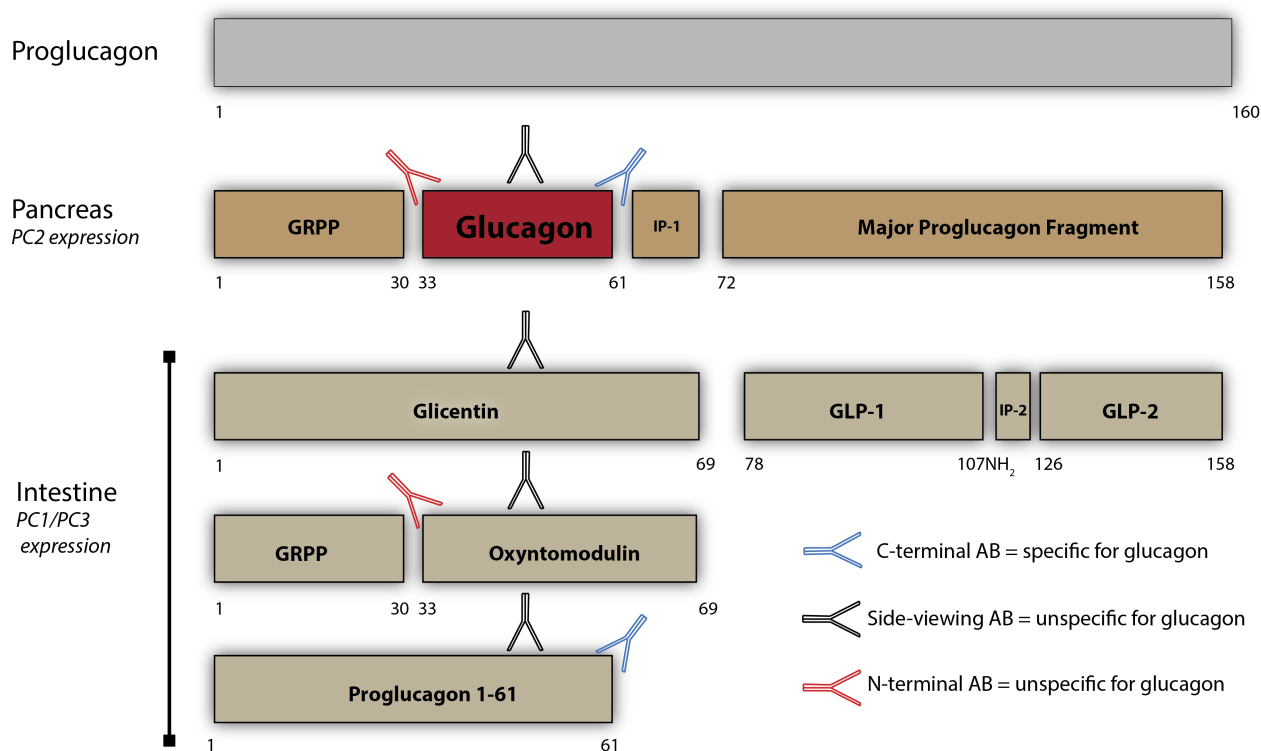 Proglucagon
1
160
Pancreas
PC2 expression
GRPP
Glucagon
IP-1
Major Proglucagon Fragment
1
30
33
61
72
158
Glicentin
GLP-1
IP-2
GLP-2
1
69
78
107NH2
126
158
Intestine
PC1/PC3
expression
GRPP
Oxyntomodulin
1
30
33
69
Proglucagon 1-61
1
61
C-terminal AB = specific for glucagon
Side-viewing AB = unspecific for glucagon
N-terminal AB = unspecific for glucagon